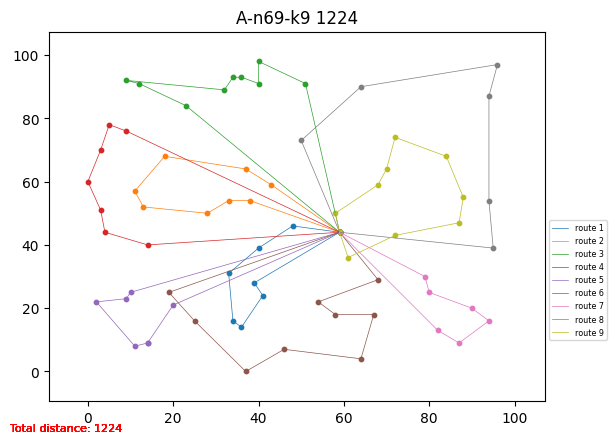 A-n69-k9 1224
100
80
60
40
20
0
0 20 40 60 80 100
route 1
route 2
route 3
route 4
route 5
route 6
route 7
route 8
route 9
Total distance: 1224